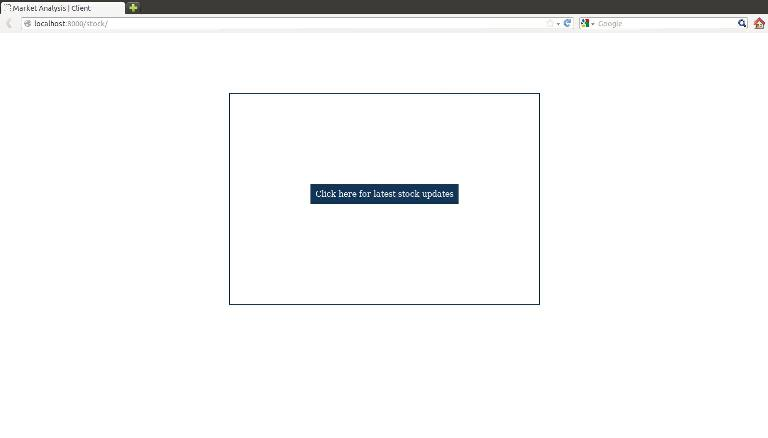 Market Analysis | Client
localhost:8000/stock/
Google
Click here for latest stock updates